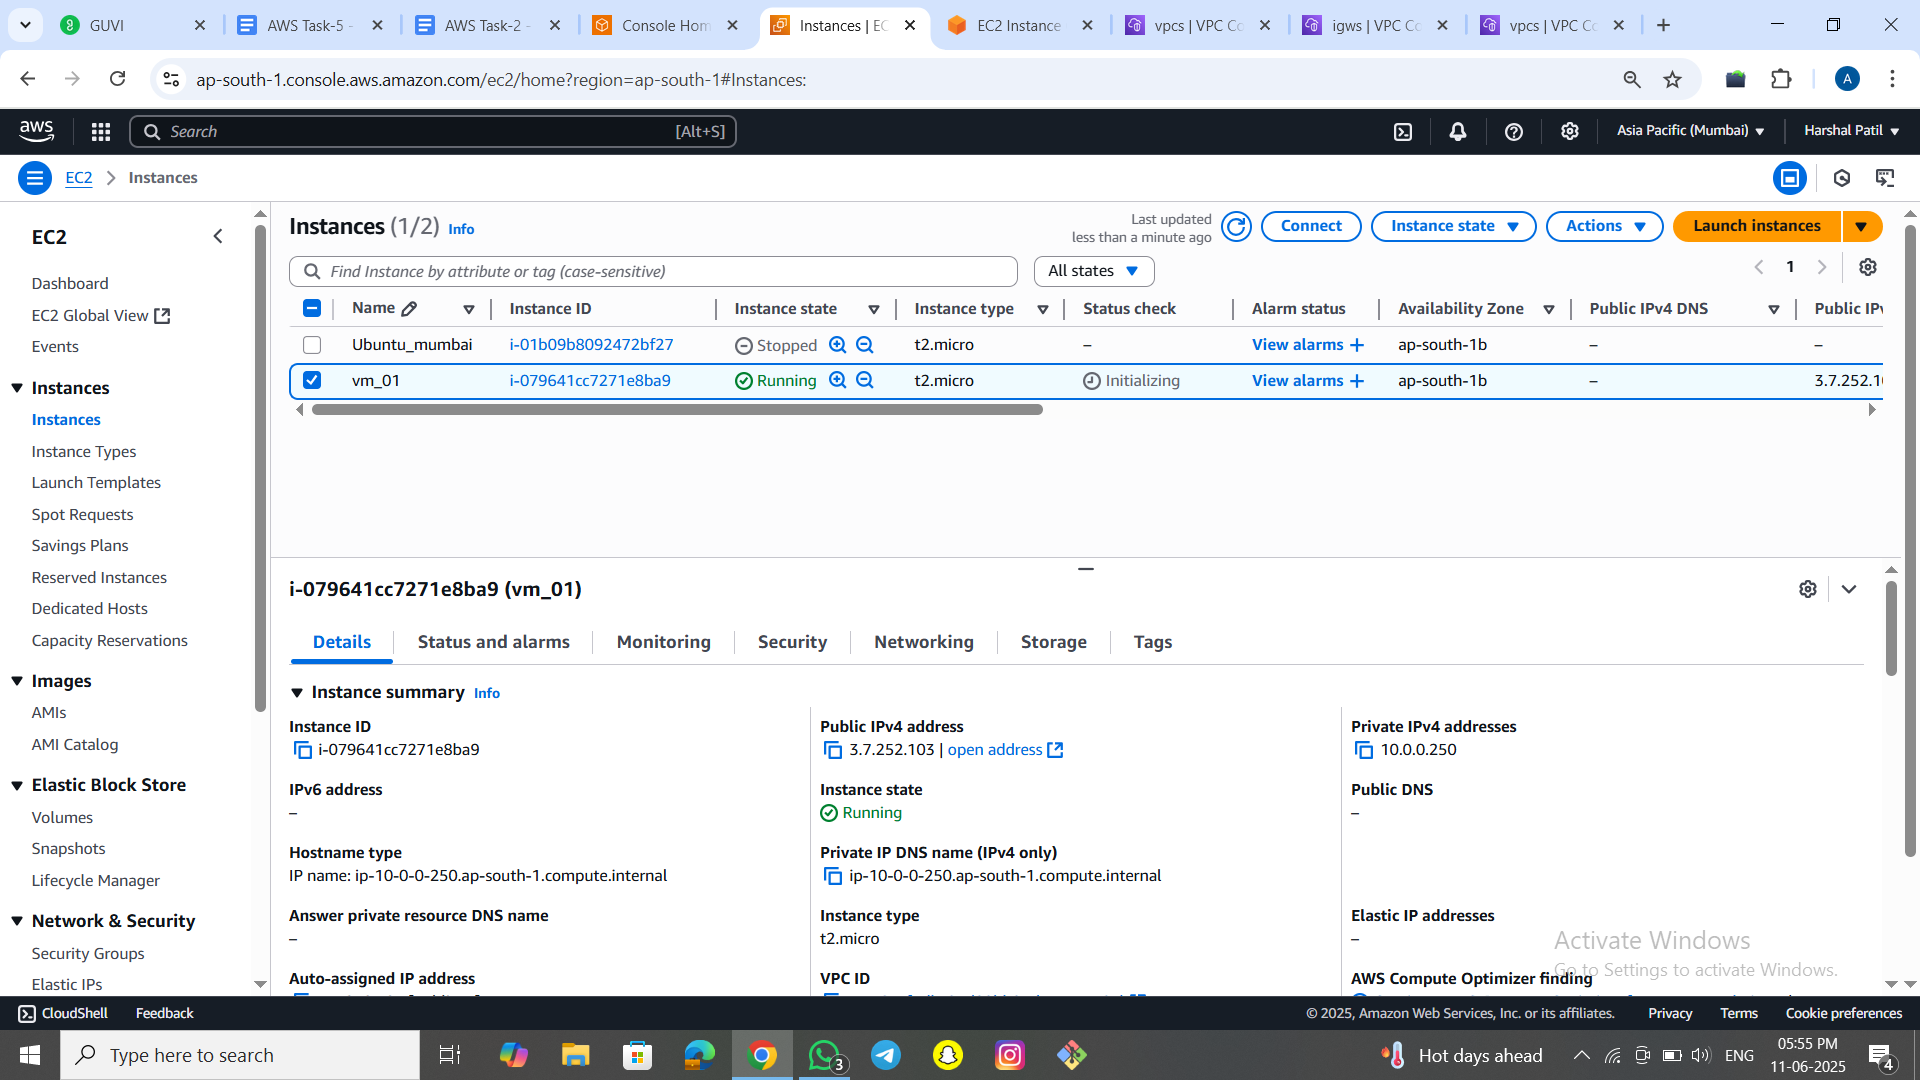 GUVI
AWS Task-5 -
AWS Task-2 -
Console Hom
Instances | EC
EC2 Instance
vpcs | VPC Co
igws | VPC Co
vpcs | VPC Co
ap-south-1.console.aws.amazon.com/ec2/home?region=ap-south-1#Instances:
A
aws
Search
[Alt+S]
Asia Pacific (Mumbai)
Harshal Patil
EC2
Instances
EC2
Dashboard
EC2 Global View
Events
Instances
Instances
Instance Types
Launch Templates
Spot Requests
Savings Plans
Reserved Instances
Dedicated Hosts
Capacity Reservations
Images
AMIs
AMI Catalog
Elastic Block Store
Volumes
Snapshots
Lifecycle Manager
Network & Security
Security Groups
Elastic IPs
Instances (1/2) Info
Last updated
less than a minute ago
Connect
Instance state
Actions
Launch instances
Find Instance by attribute or tag (case-sensitive)
All states
1
Name Instance ID Instance state Instance type Status check Alarm status Availability Zone Public IPv4 DNS Public IPv
Ubuntu_mumbai i-01b09b8092472bf27 Stopped t2.micro – View alarms + ap-south-1b – –
vm_01 i-079641cc7271e8ba9 Running t2.micro Initializing View alarms + ap-south-1b – 3.7.252.1
i-079641cc7271e8ba9 (vm_01)
Details
Status and alarms
Monitoring
Security
Networking
Storage
Tags
Instance summary Info
Instance ID
i-079641cc7271e8ba9
Public IPv4 address
3.7.252.103 | open address
Private IPv4 addresses
10.0.0.250
IPv6 address
–
Instance state
Running
Public DNS
–
Hostname type
IP name: ip-10-0-0-250.ap-south-1.compute.internal
Private IP DNS name (IPv4 only)
ip-10-0-0-250.ap-south-1.compute.internal
Answer private resource DNS name
–
Instance type
t2.micro
Elastic IP addresses
–
Auto-assigned IP address
VPC ID
AWS Compute Optimizer finding
Activate Windows
Go to Settings to activate Windows.
CloudShell
Feedback
© 2025, Amazon Web Services, Inc. or its affiliates.
Privacy
Terms
Cookie preferences
Type here to search
3
Hot days ahead
ENG
05:55 PM
11-06-2025
4